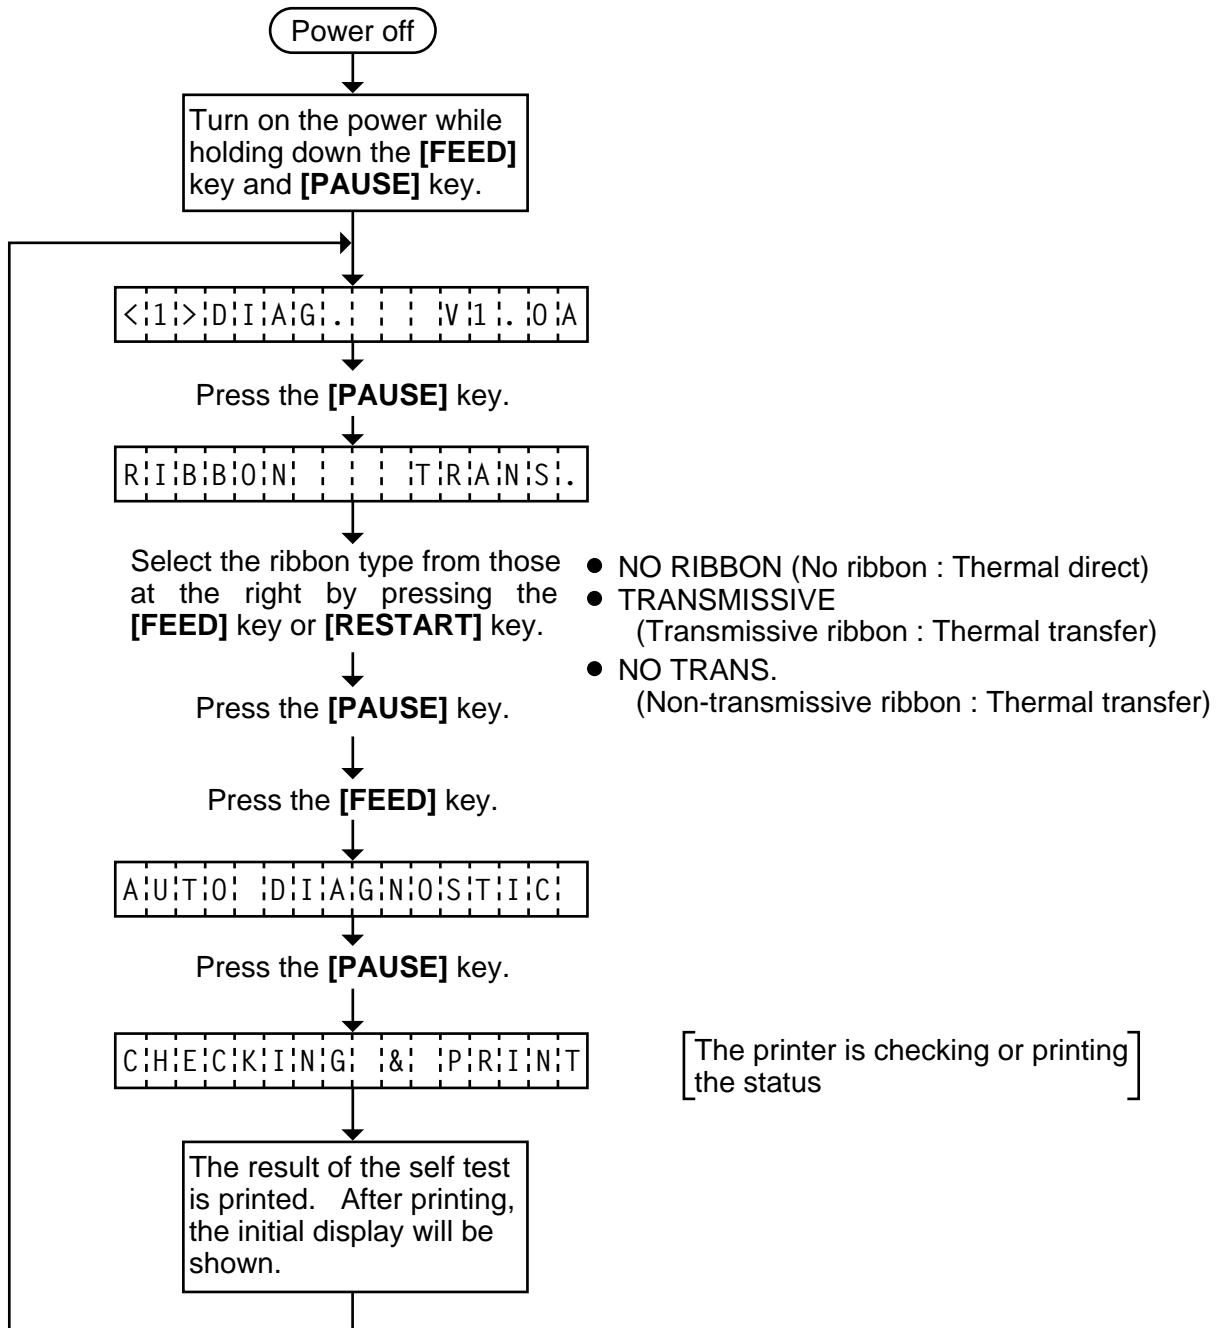 Power off
Turn on the power while
holding down the [FEED]
key and [PAUSE] key.
<1>DIAG.   V1.0A
Press the [PAUSE] key.
RIBBON    TRANS.
Select the ribbon type from those
at the right by pressing the
[FEED] key or [RESTART] key.
● NO RIBBON (No ribbon : Thermal direct)
● TRANSMISSIVE
(Transmissive ribbon : Thermal transfer)
● NO TRANS.
(Non-transmissive ribbon : Thermal transfer)
Press the [PAUSE] key.
Press the [FEED] key.
AUTO DIAGNOSTIC
Press the [PAUSE] key.
CHECKING & PRINT
[The printer is checking or printing
the status]
The result of the self test
is printed.   After printing,
the initial display will be
shown.